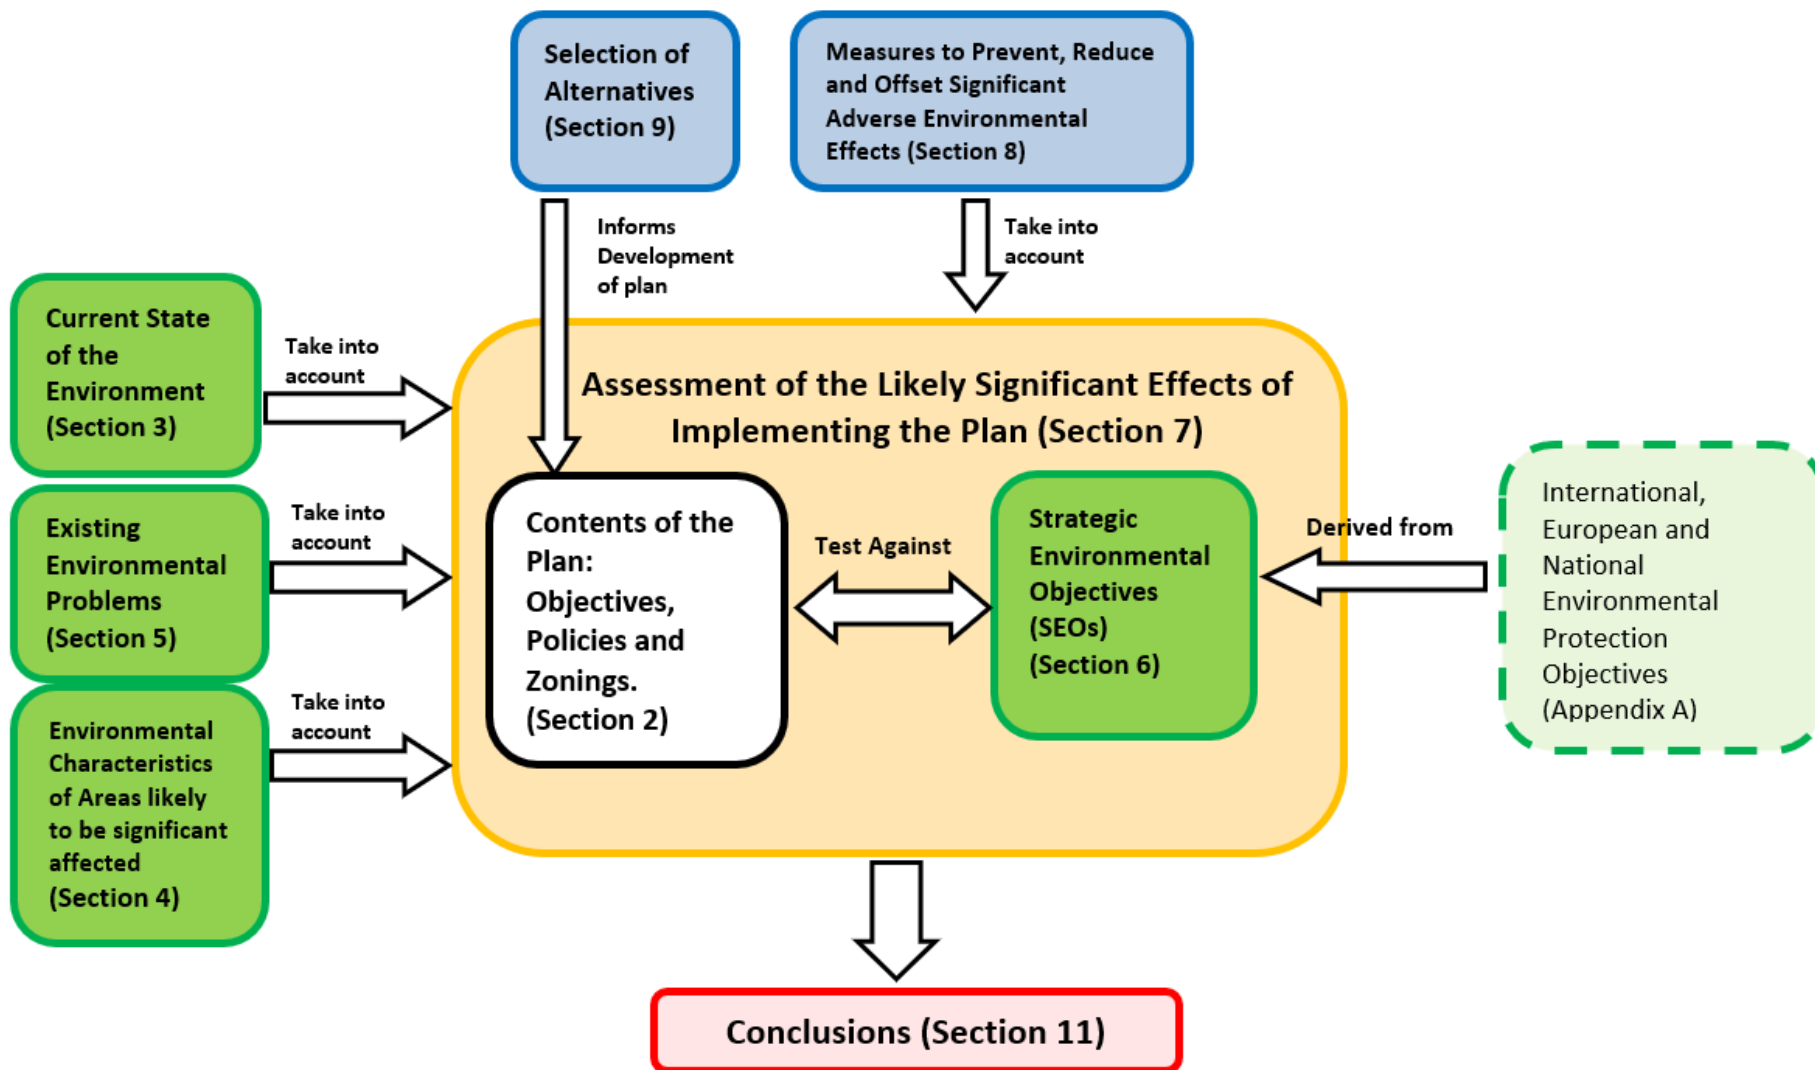 Selection of
Alternatives
(Section 9)
Measures to Prevent, Reduce
and Offset Significant
Adverse Environmental
Effects (Section 8)
Informs
Development
of plan
Take into
account
Current State
of the
Environment
(Section 3)
Take into
account
Existing
Environmental
Problems
(Section 5)
Take into
account
Environmental
Characteristics
of Areas likely
to be significant
affected
(Section 4)
Take into
account
Assessment of the Likely Significant Effects of
Implementing the Plan (Section 7)
Contents of the
Plan:
Objectives,
Policies and
Zonings.
(Section 2)
Test Against
Strategic
Environmental
Objectives
(SEOs)
(Section 6)
Derived from
International,
European and
National
Environmental
Protection
Objectives
(Appendix A)
Conclusions (Section 11)